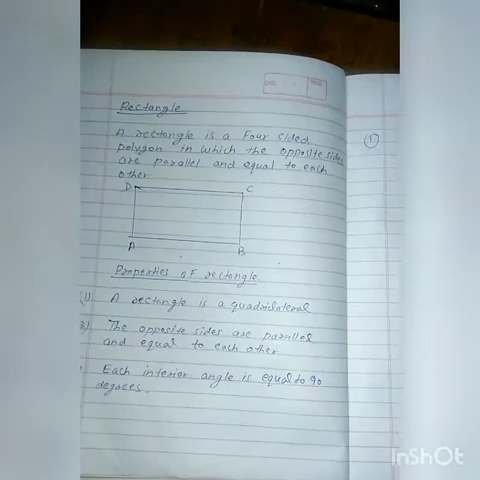 Rectangle
A rectangle is a Four sided
polygon in which the opposite sides
are parallel and equal to each
other
D C
A B
Properties of rectangle.
(1) A rectangle is a quadrilateral
2) The opposite sides are parallel
and equal to each other.
Each interior angle is equal to 90
degrees.
(1)
InShOt